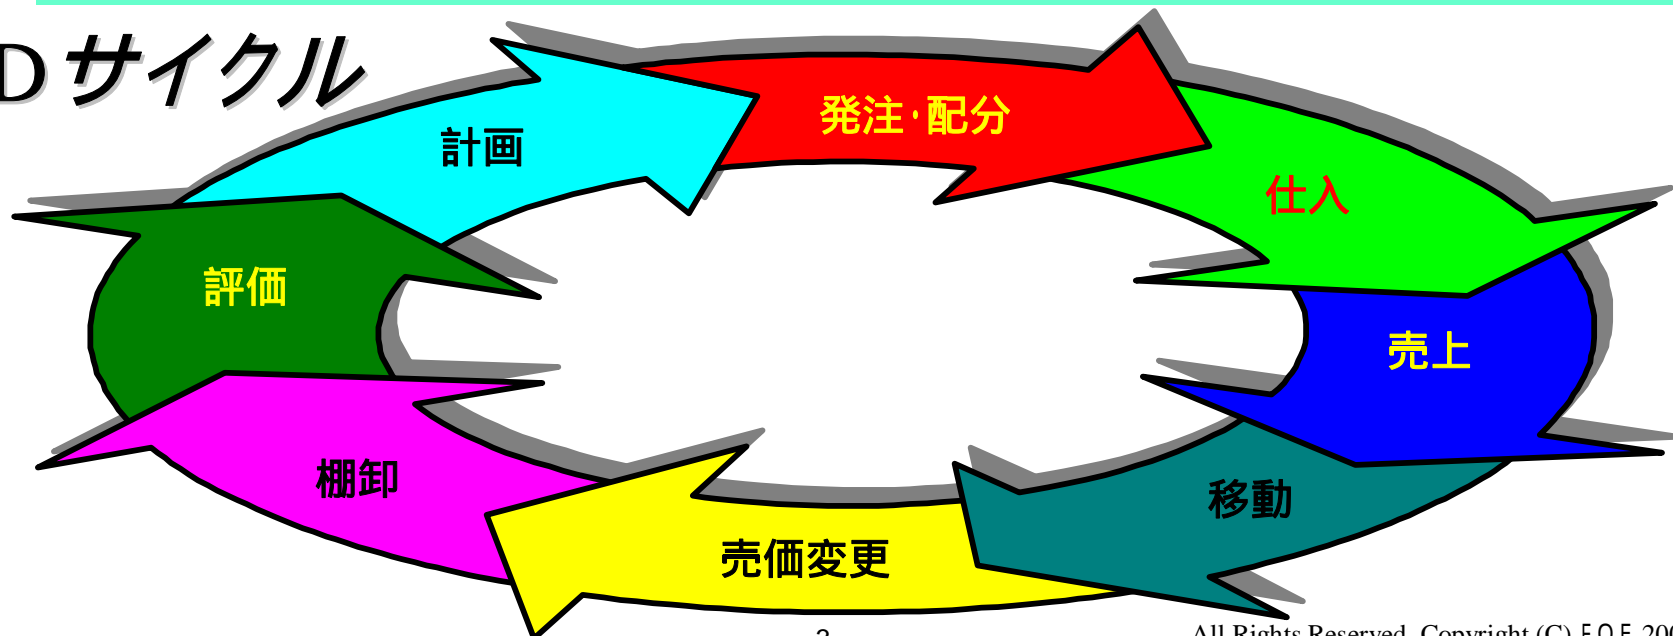 Dサイクル
計画
発注・配分
仕入
評価
売上
棚卸
移動
売価変更
All Rights Reserved, Copyright (C)